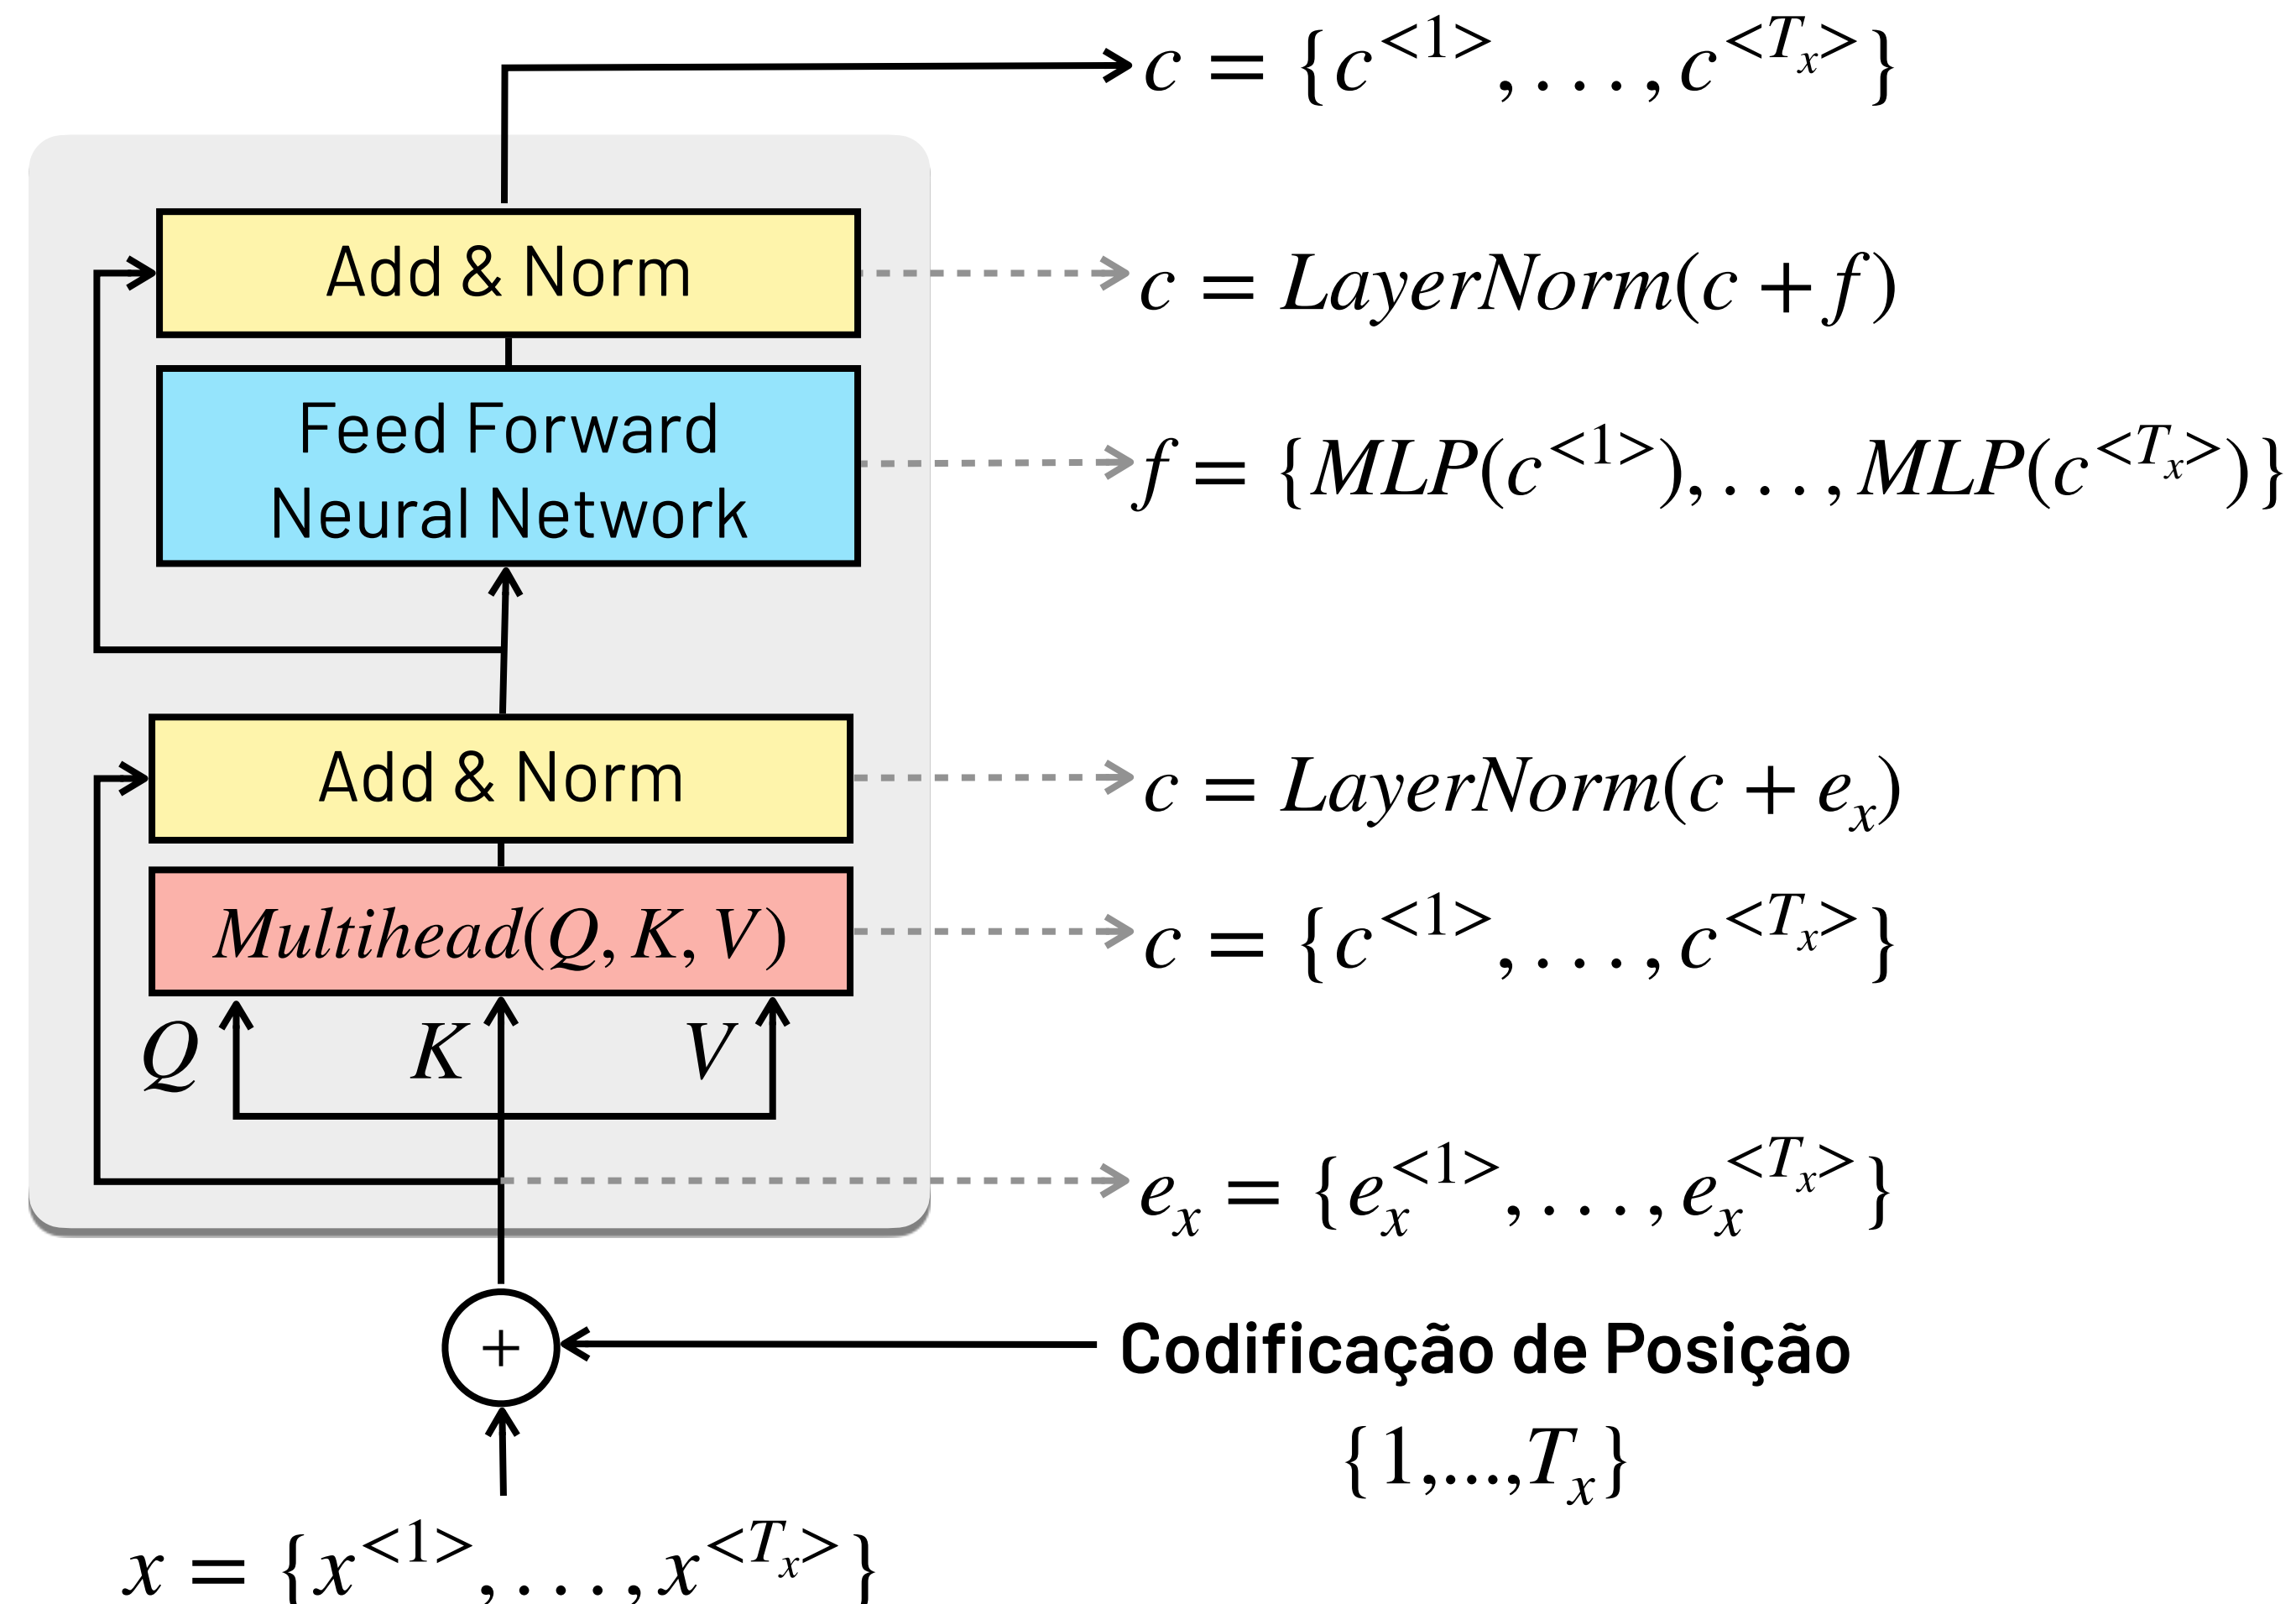 c = {c^{<1>}, . . . , c^{<T_x>}}
Add & Norm
c = LayerNorm(c + f)
Feed Forward
Neural Network
f = {MLP(c^{<1>}), . . . , MLP(c^{<T_x>})}
Add & Norm
c = LayerNorm(c + e_x)
Multihead(Q, K, V)
c = {c^{<1>}, . . . , c^{<T_x>}}
Q K V
e_x = {e_x^{<1>}, . . . , e_x^{<T_x>}}
+
Codificação de Posição
{1,...,T_x}
x = {x^{<1>}, . . . , x^{<T_x>}}